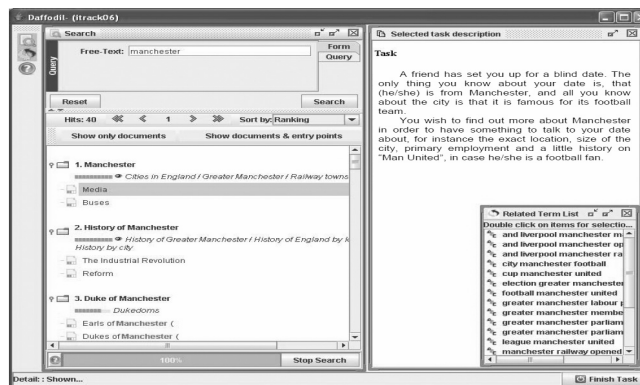 Daffodil- (itrack06)
Search
Query
Free-Text: manchester
Form
Query
Reset
Search
Hits: 40
1
Sort by: Ranking
Show only documents
Show documents & entry points
1. Manchester
Cities in England / Greater Manchester / Railway towns
Media
Buses
2. History of Manchester
History of Greater Manchester / History of England by
History by city
The Industrial Revolution
Reform
3. Duke of Manchester
Dukedoms
Earls of Manchester (
Dukes of Manchester (
100%
Stop Search
Detail: : Shown...
Selected task description
Task
A friend has set you up for a blind date. The
only thing you know about your date is, that
(he/she) is from Manchester, and all you know
about the city is that it is famous for its football
team.
You wish to find out more about Manchester
in order to have something to talk to your date
about, for instance the exact location, size of the
city, primary employment and a little history on
"Man United", in case he/she is a football fan.
Related Term List
Double click on items for selectio...
and liverpool manchester m
and liverpool manchester op
and liverpool manchester ra
city manchester football
cup manchester united
election greater manchester
football manchester united
greater manchester labour p
greater manchester membe
greater manchester parliam
greater manchester parliam
league manchester united
manchester railway opened
Finish Task